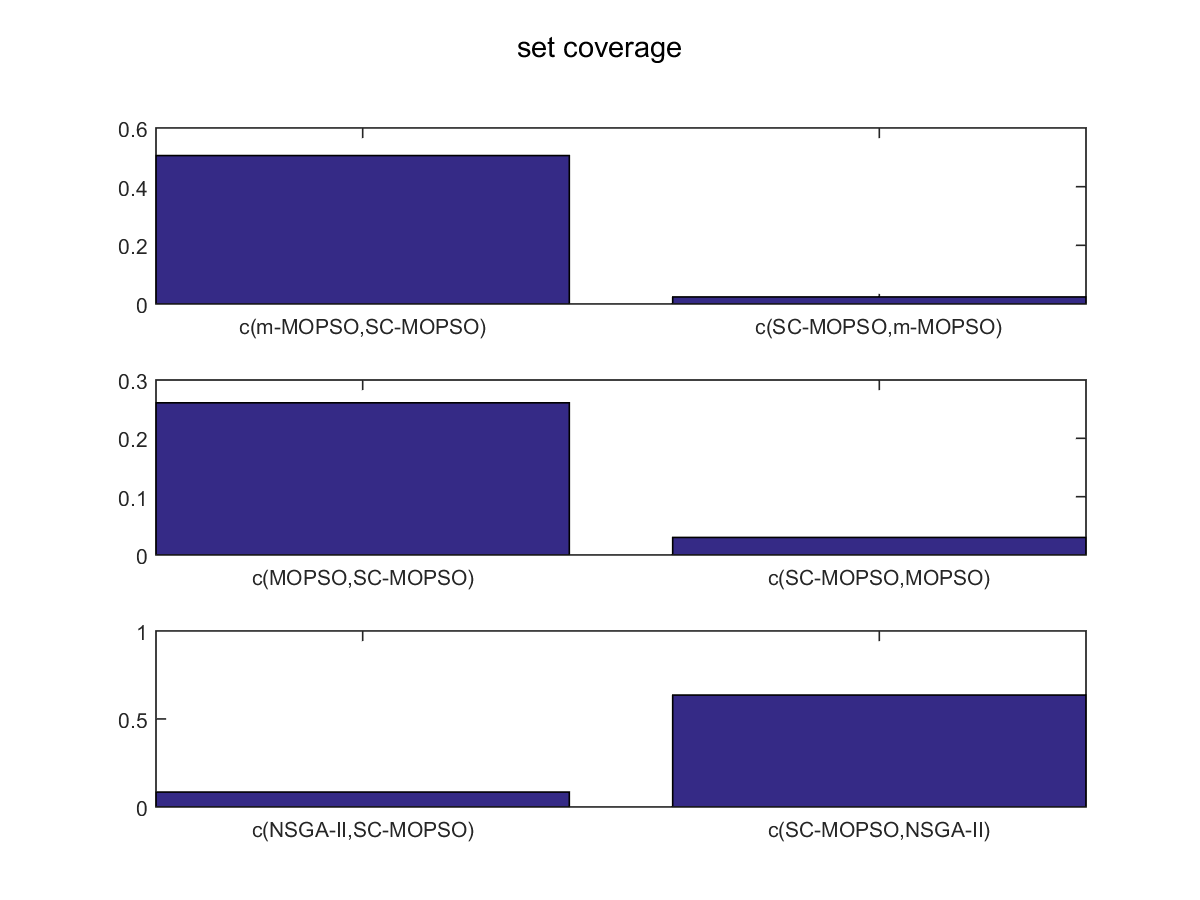 set coverage
0.6
0.4
0.2
0
c(m-MOPSO,SC-MOPSO) c(SC-MOPSO,m-MOPSO)
0.3
0.2
0.1
0
c(MOPSO,SC-MOPSO) c(SC-MOPSO,MOPSO)
1
0.5
0
c(NSGA-II,SC-MOPSO) c(SC-MOPSO,NSGA-II)